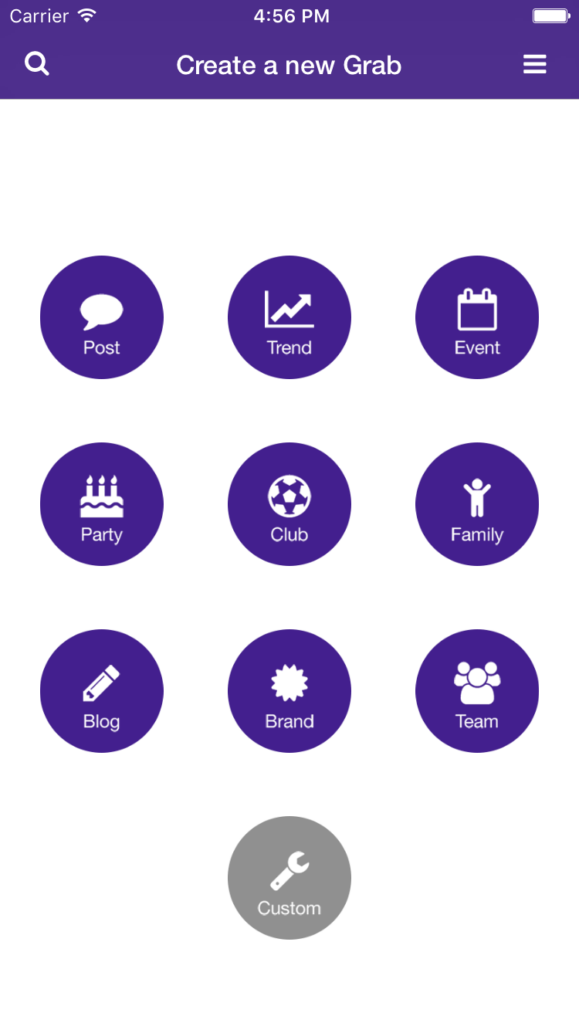 Carrier 4:56 PM
Create a new Grab
Post Trend Event
Party Club Family
Blog Brand Team
Custom